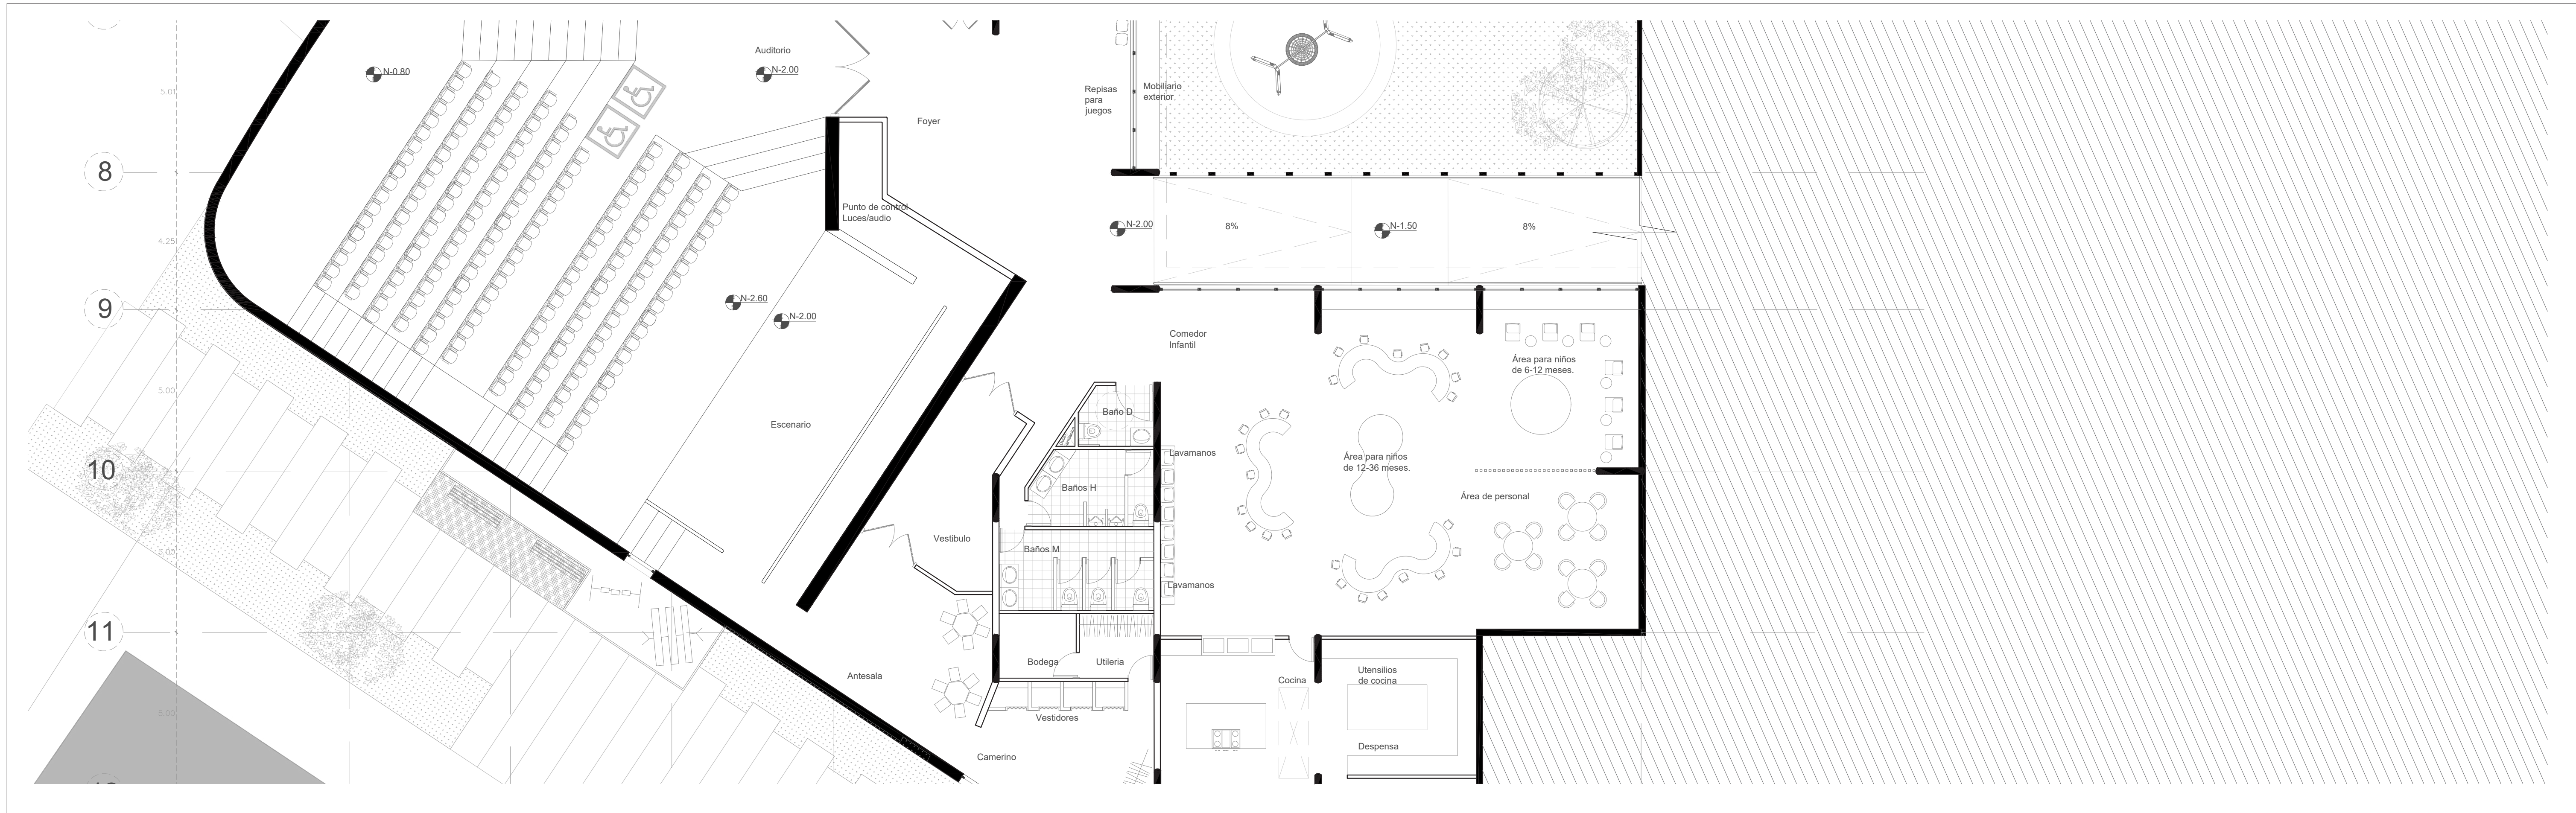 Auditorio
N-0.80
N-2.00
5.01
Repisas
para
juegos
Mobiliario
exterior
Foyer
8
Punto de control
Luces/audio
N-2.00
8%
N-1.50
8%
4.25
9
N-2.60
N-2.00
Comedor
Infantil
Área para niños
de 6-12 meses.
5.00
Baño D
Escenario
Lavamanos
Área para niños
de 12-36 meses.
10
Baños H
Área de personal
Vestibulo
Baños M
5.00
Lavamanos
11
Bodega
Utileria
Antesala
Utensilios
de cocina
Cocina
5.00
Vestidores
Camerino
Despensa